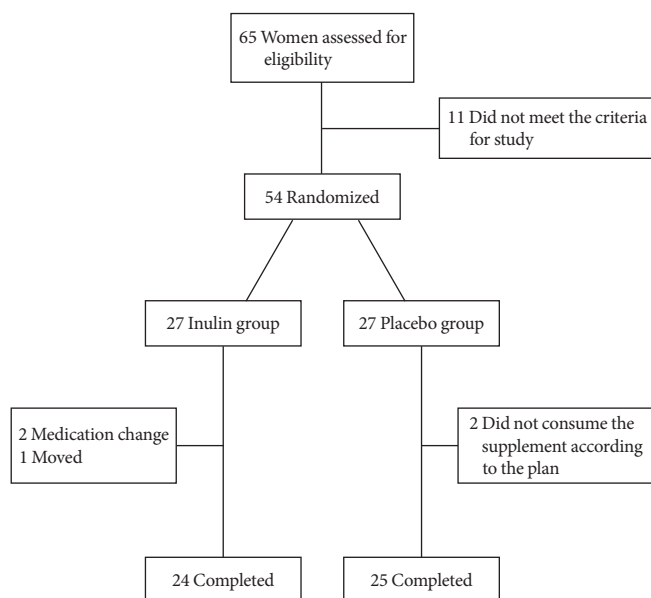 65 Women assessed for
eligibility
11 Did not meet the criteria
for study
54 Randomized
27 Inulin group
27 Placebo group
2 Medication change
1 Moved
2 Did not consume the
supplement according
to the plan
24 Completed
25 Completed